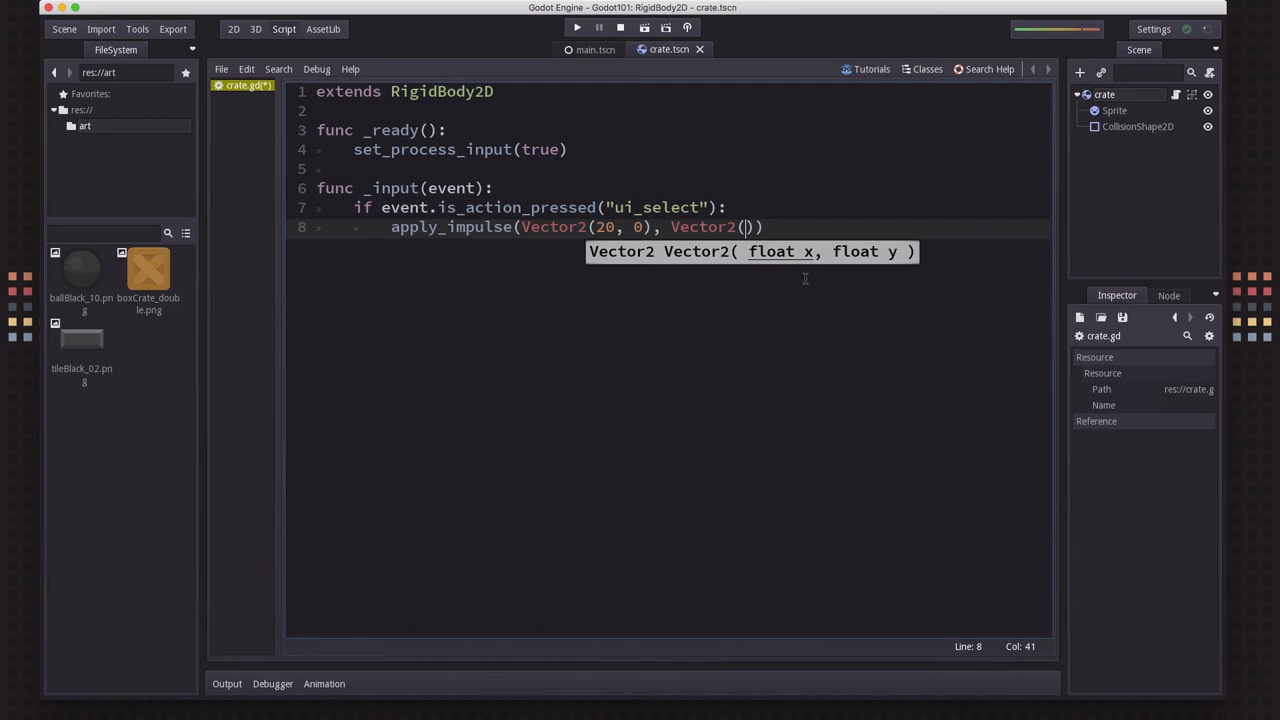 Godot Engine - Godot101: RigidBody2D - crate.tscn
Scene Import Tools Export
2D 3D Script AssetLib
Settings
FileSystem
main.tscn
crate.tscn
Scene
res://art
File Edit Search Debug Help
Tutorials Classes Search Help
crate.gd(*)
Favorites:
res://
art
crate
Sprite
CollisionShape2D
1 extends RigidBody2D
2
3 func _ready():
4 set_process_input(true)
5
6 func _input(event):
7 if event.is_action_pressed("ui_select"):
8 apply_impulse(Vector2(20, 0), Vector2())
Vector2 Vector2( float x, float y )
ballBlack_10.pn
g
boxCrate_doub
le.png
tileBlack_02.pn
g
Inspector Node
crate.gd
Resource
Resource
Path res://crate.g
Name
Reference
Line: 8 Col: 41
Output Debugger Animation